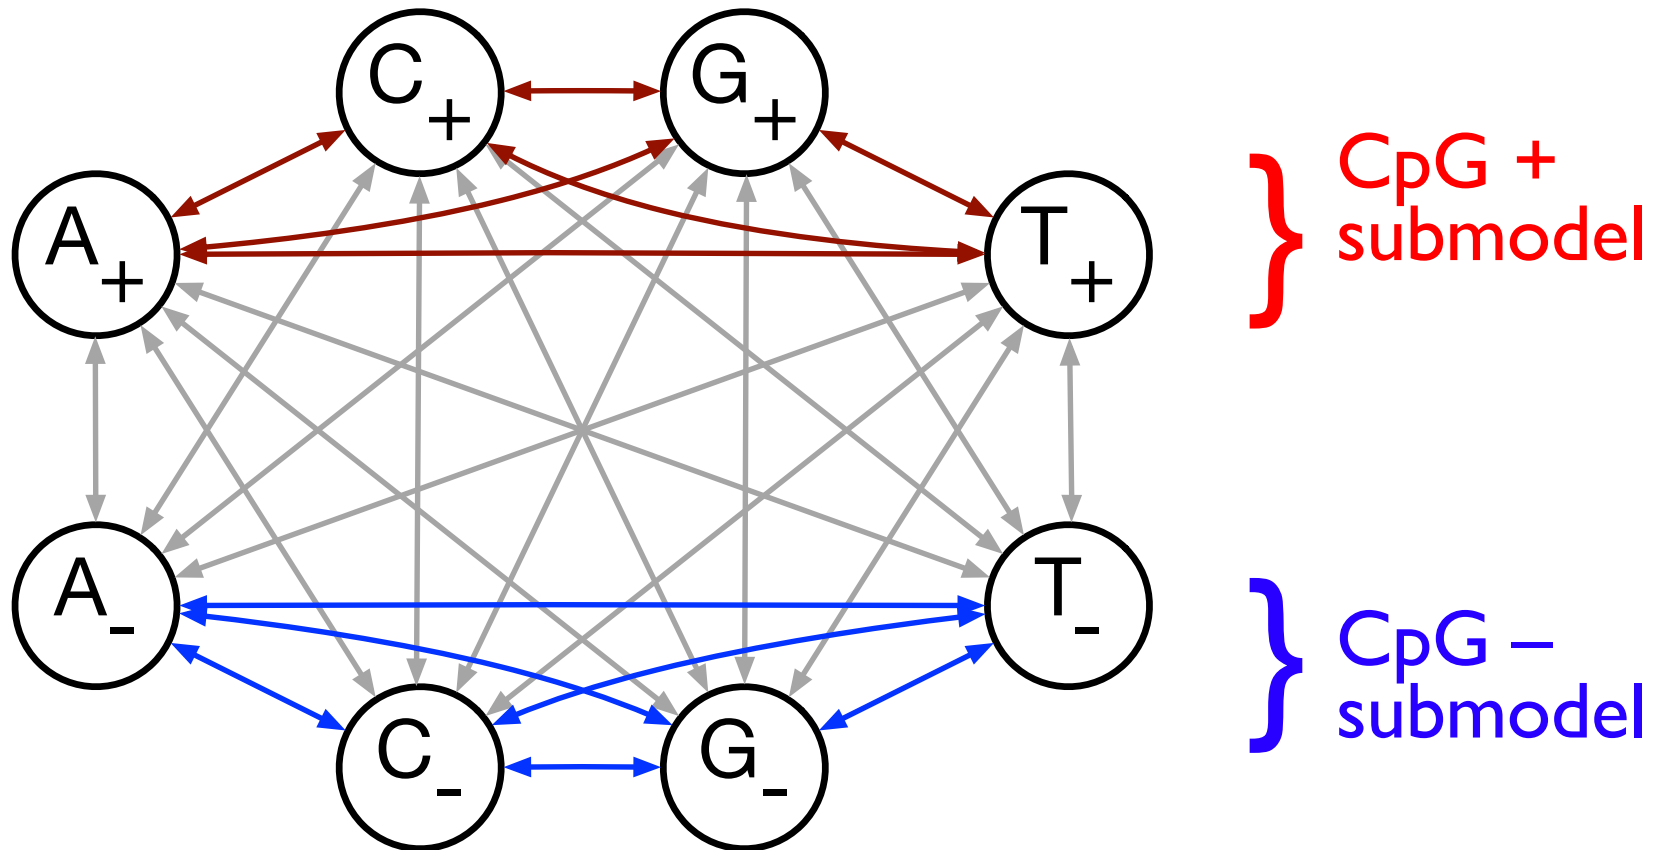 C+
G+
A+
T+
} CpG +
submodel
A-
T-
} CpG –
submodel
C-
G-